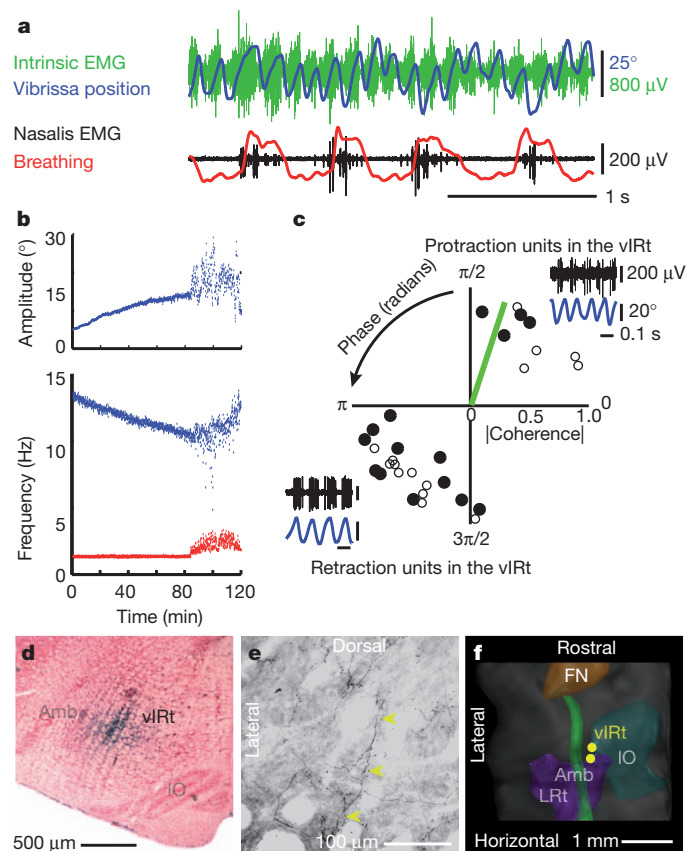 a
Intrinsic EMG
Vibrissa position
25°
800 µV
Nasalis EMG
Breathing
200 µV
1 s
b
Amplitude (°)
30
15
0
Frequency (Hz)
15
10
5
0
0 40 80 120
Time (min)
c
Protraction units in the vIRt
π/2
200 µV
20°
0.1 s
Phase (radians)
π
0
0 0.5 1.0
|Coherence|
3π/2
Retraction units in the vIRt
d
Amb
vIRt
IO
500 µm
e
Dorsal
Lateral
100 µm
f
Rostral
FN
Lateral
vIRt
IO
Amb
LRt
Horizontal 1 mm